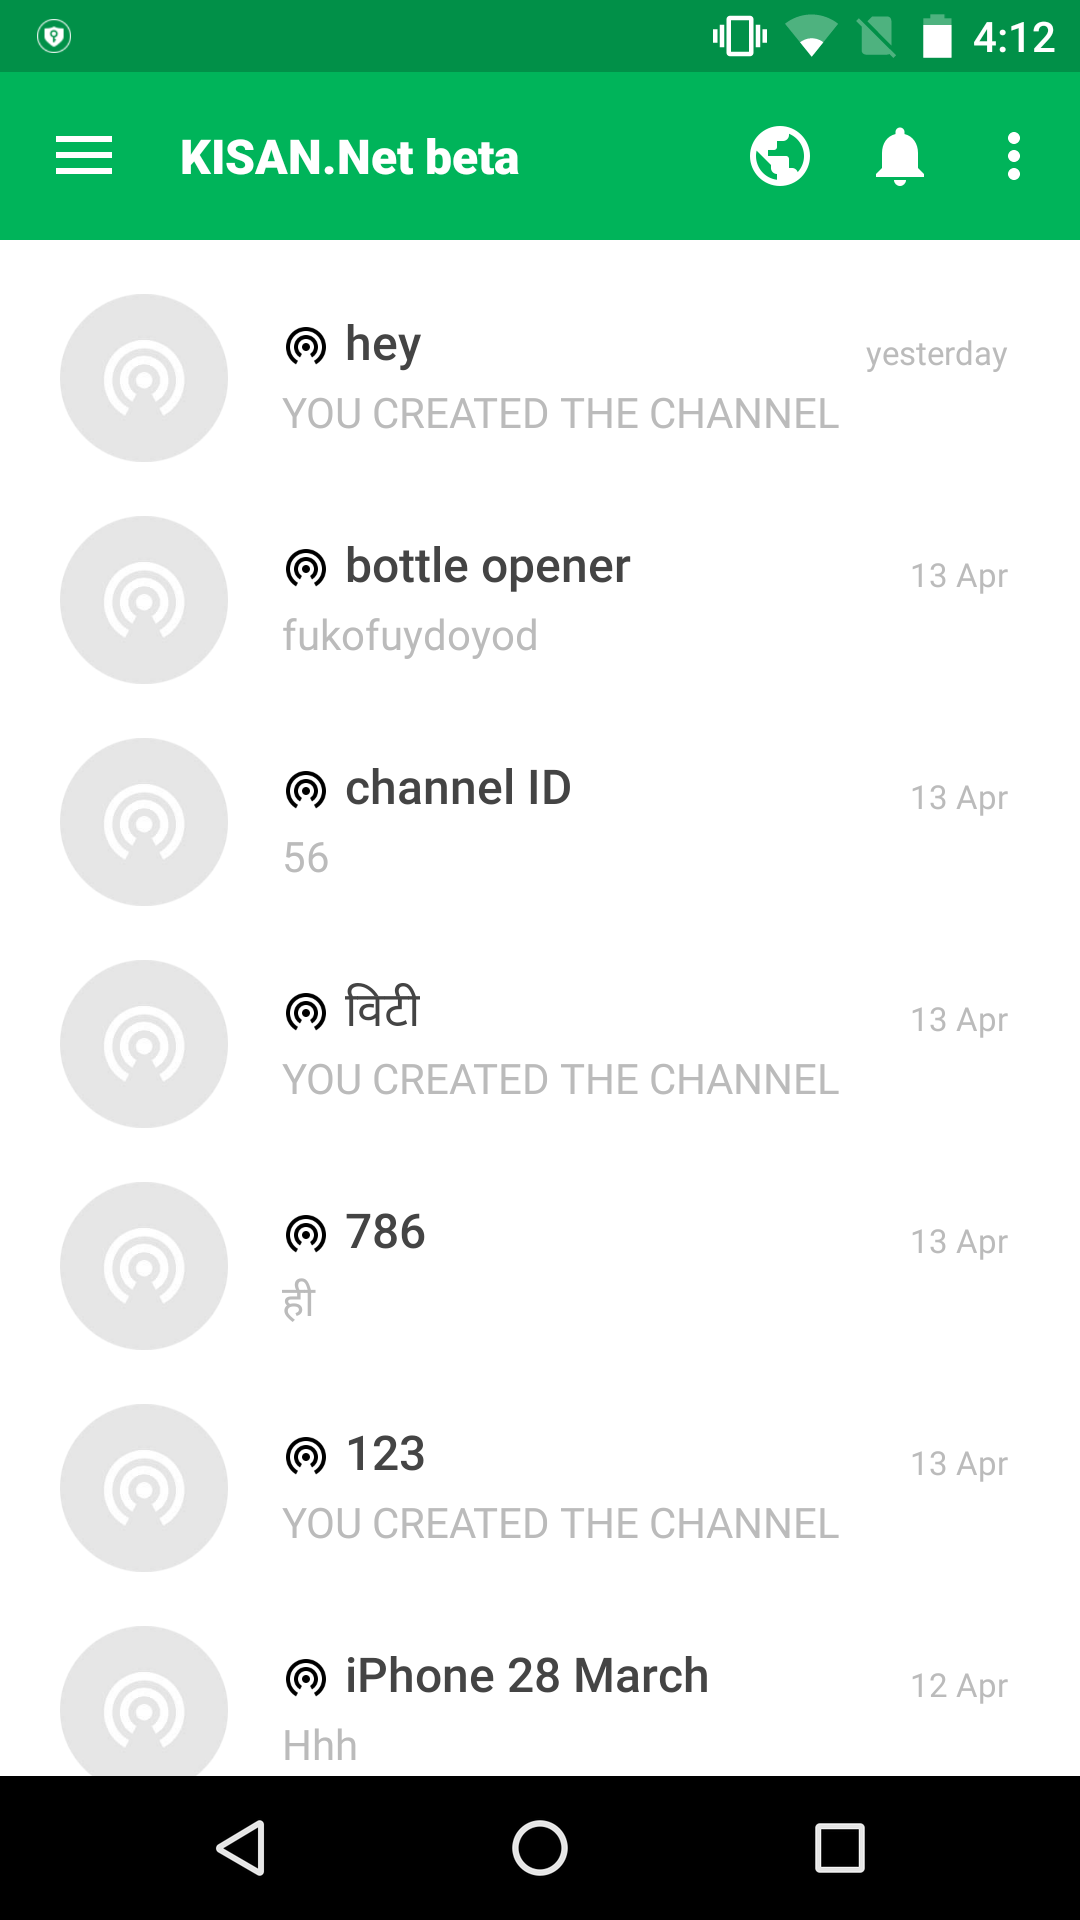 4:12
KISAN.Net beta
hey
yesterday
YOU CREATED THE CHANNEL
bottle opener
13 Apr
fukofuydoyod
channel ID
13 Apr
56
विटी
13 Apr
YOU CREATED THE CHANNEL
786
13 Apr
ही
123
13 Apr
YOU CREATED THE CHANNEL
iPhone 28 March
12 Apr
Hhh